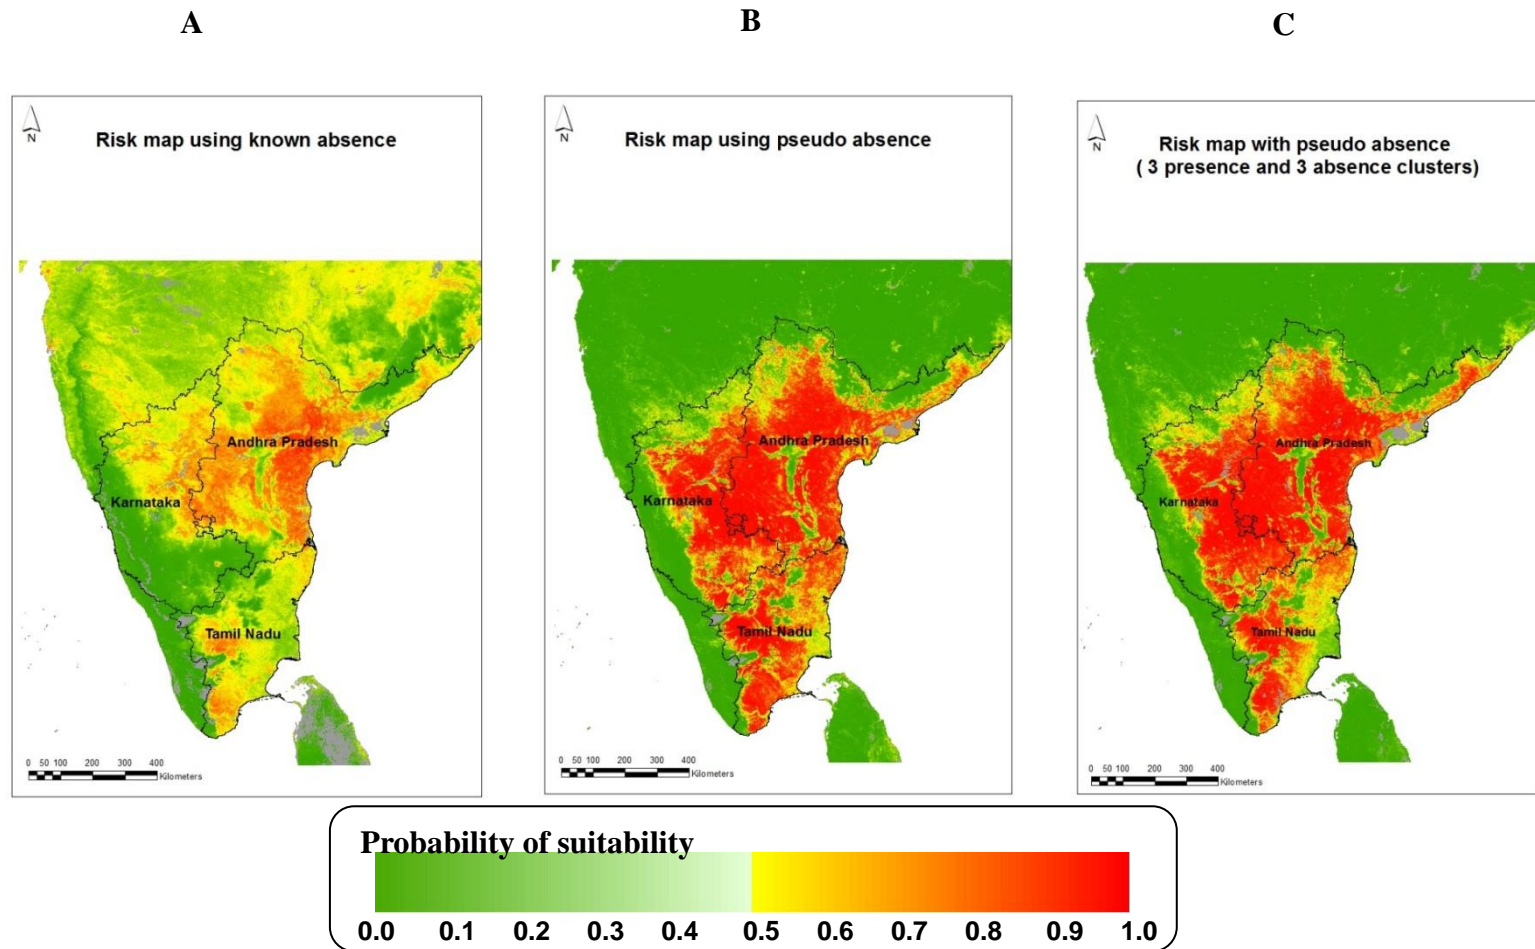 A
B
C
N
Risk map using known absence
Andhra Pradesh
Karnataka
Tamil Nadu
0 50 100 200 300 400
Kilometers
N
Risk map using pseudo absence
Andhra Pradesh
Karnataka
Tamil Nadu
0 50 100 200 300 400
Kilometers
N
Risk map with pseudo absence
( 3 presence and 3 absence clusters)
Andhra Pradesh
Karnataka
Tamil Nadu
0 50 100 200 300 400
Kilometers
Probability of suitability
0.0 0.1 0.2 0.3 0.4 0.5 0.6 0.7 0.8 0.9 1.0